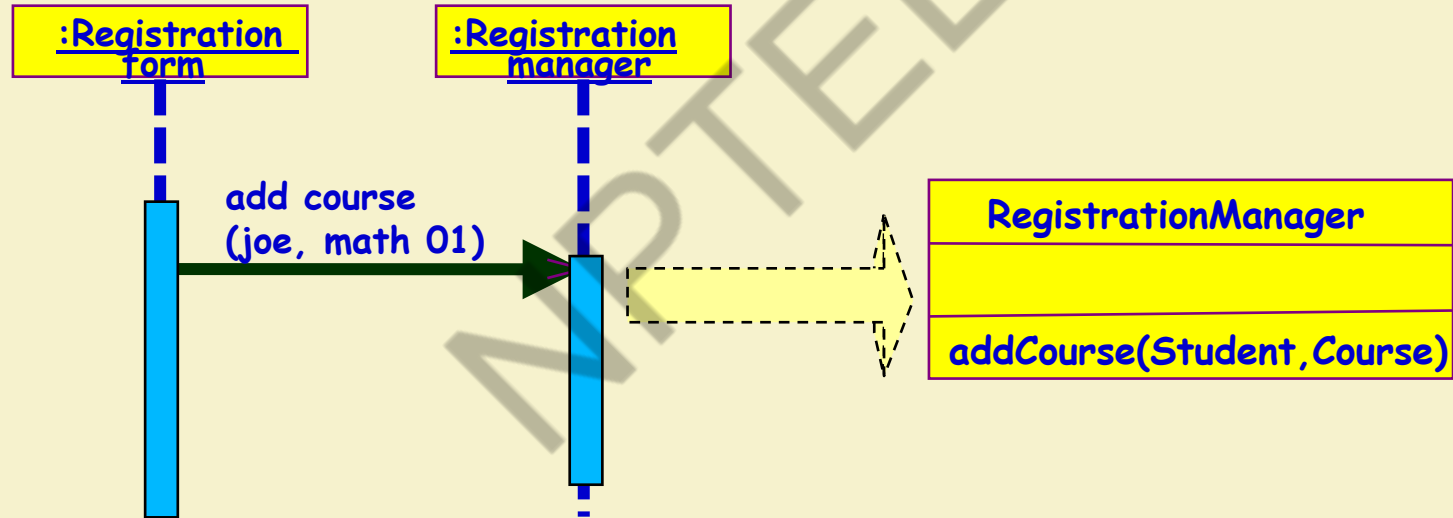 :Registration
form
:Registration
manager
add course
(joe, math 01)
RegistrationManager
addCourse(Student,Course)
NPTEL